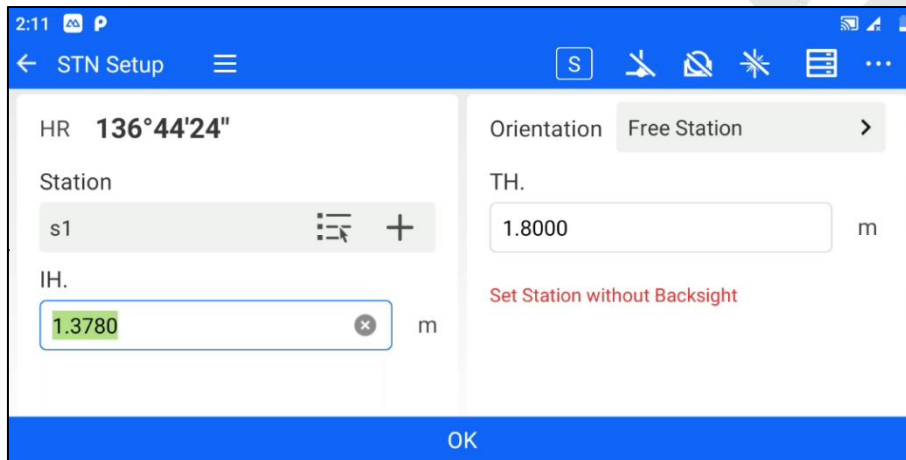 2:11
STN Setup
S
HR 136°44'24"
Station
s1
IH.
1.3780 m
Orientation Free Station
TH.
1.8000 m
Set Station without Backsight
OK